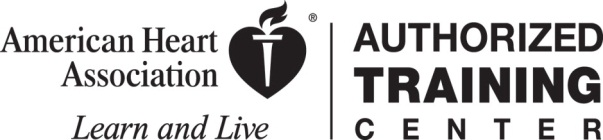 American Heart
Association
®
Learn and Live
AUTHORIZED
TRAINING
CENTER